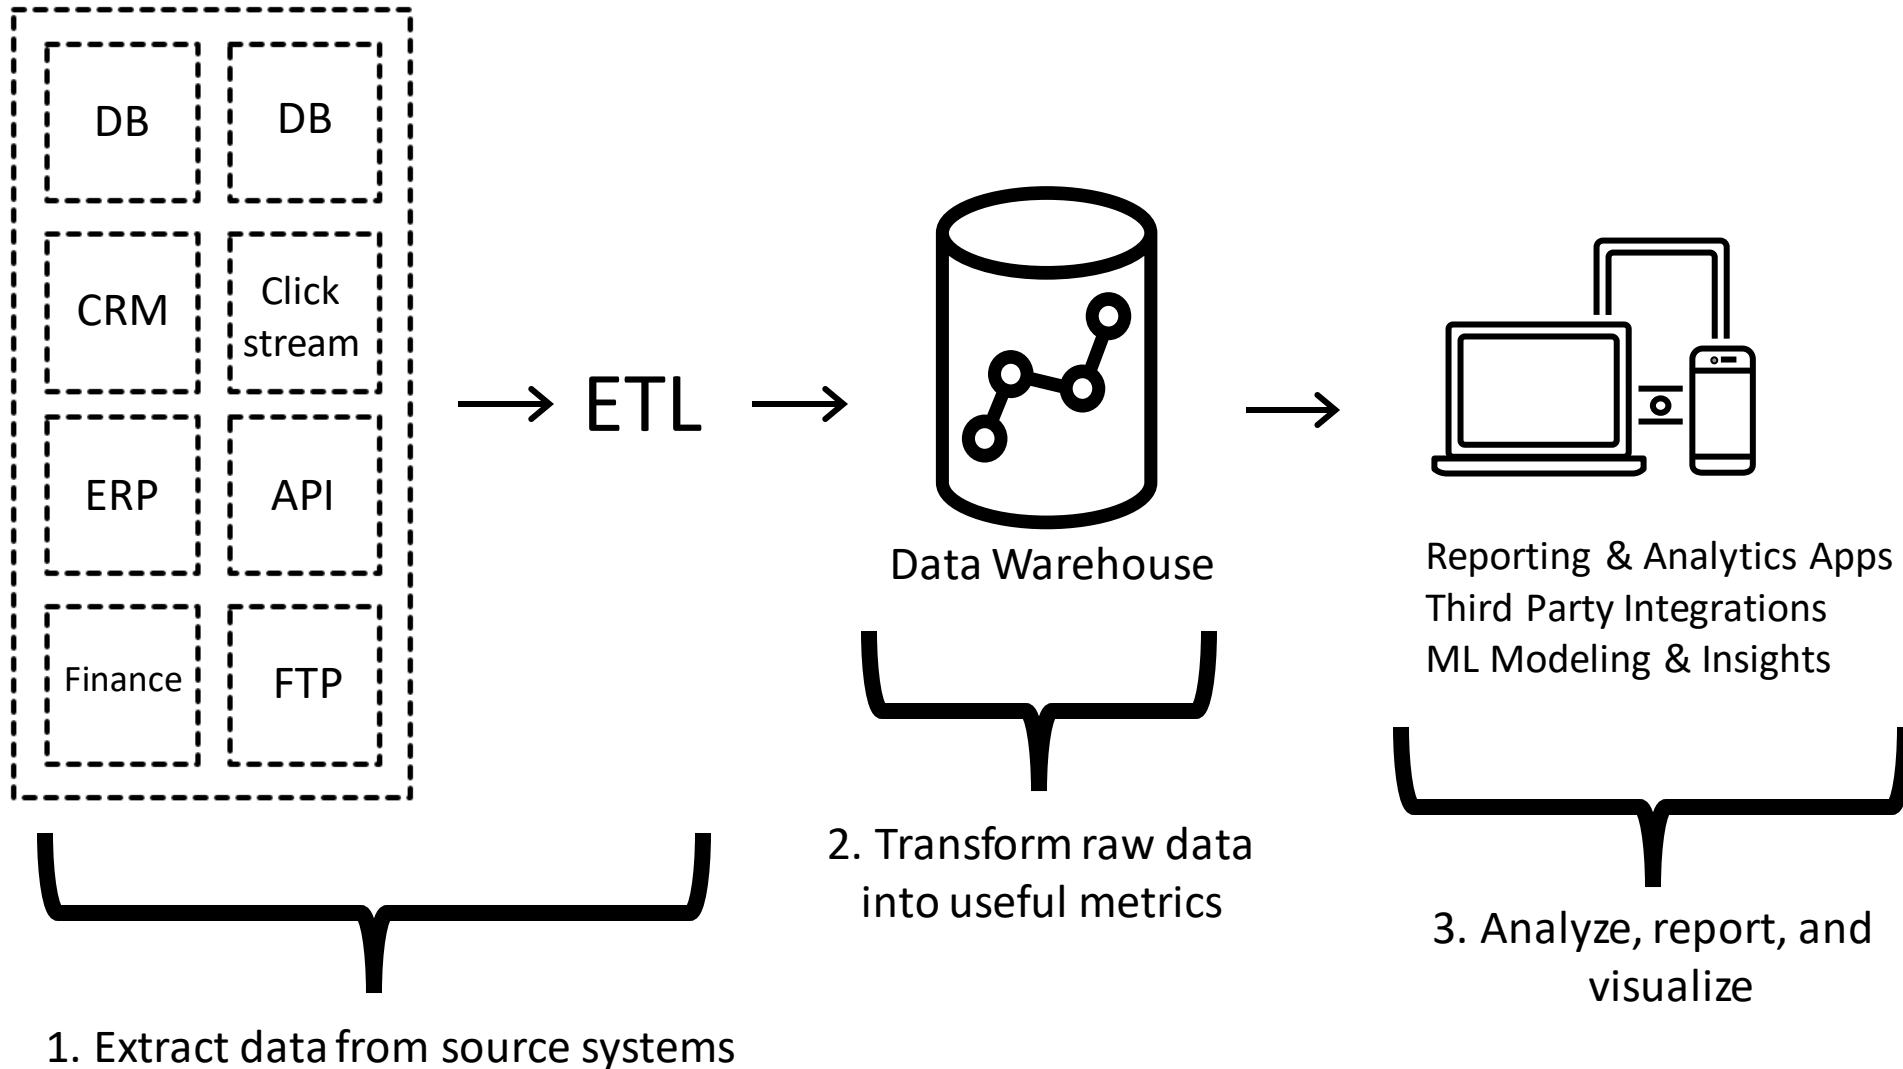 DB
DB
CRM
Click
stream
ERP
API
Finance
FTP
ETL
Data Warehouse
Reporting & Analytics Apps
Third Party Integrations
ML Modeling & Insights
1. Extract data from source systems
2. Transform raw data
into useful metrics
3. Analyze, report, and
visualize